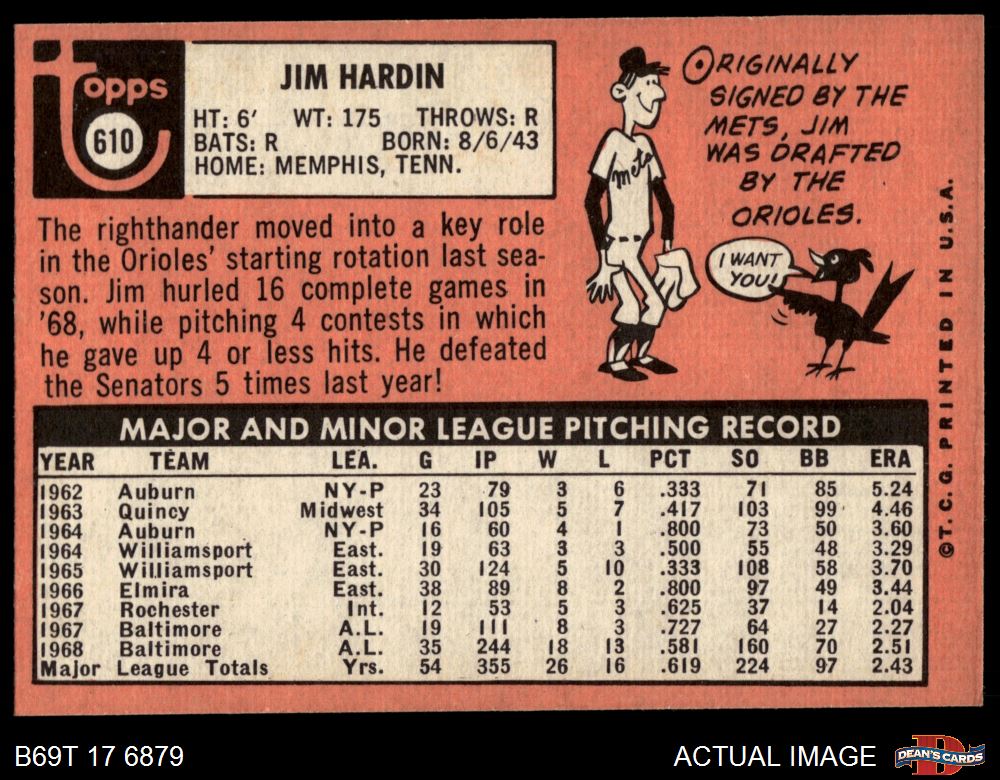 Topps
610
JIM HARDIN
HT: 6' WT: 175 THROWS: R
BATS: R BORN: 8/6/43
HOME: MEMPHIS, TENN.
The righthander moved into a key role
in the Orioles' starting rotation last sea-
son. Jim hurled 16 complete games in
'68, while pitching 4 contests in which
he gave up 4 or less hits. He defeated
the Senators 5 times last year!
ORIGINALLY
SIGNED BY THE
METS, JIM
WAS DRAFTED
BY THE
ORIOLES.
Mets
I WANT
YOU!
©T. C. G. PRINTED IN U.S.A.
MAJOR AND MINOR LEAGUE PITCHING RECORD
YEAR TEAM LEA. G IP W L PCT SO BB ERA
1962 Auburn NY-P 23 79 3 6 .333 71 85 5.24
1963 Quincy Midwest 34 105 5 7 .417 103 99 4.46
1964 Auburn NY-P 16 60 4 1 .800 73 50 3.60
1964 Williamsport East. 19 63 3 3 .500 55 48 3.29
1965 Williamsport East. 30 124 5 10 .333 108 58 3.70
1966 Elmira East. 38 89 8 2 .800 97 49 3.44
1967 Rochester Int. 12 53 5 3 .625 37 14 2.04
1967 Baltimore A.L. 19 111 8 3 .727 64 27 2.27
1968 Baltimore A.L. 35 244 18 13 .581 160 70 2.51
Major League Totals Yrs. 54 355 26 16 .619 224 97 2.43
B69T 17 6879
ACTUAL IMAGE
DEAN'S CARDS